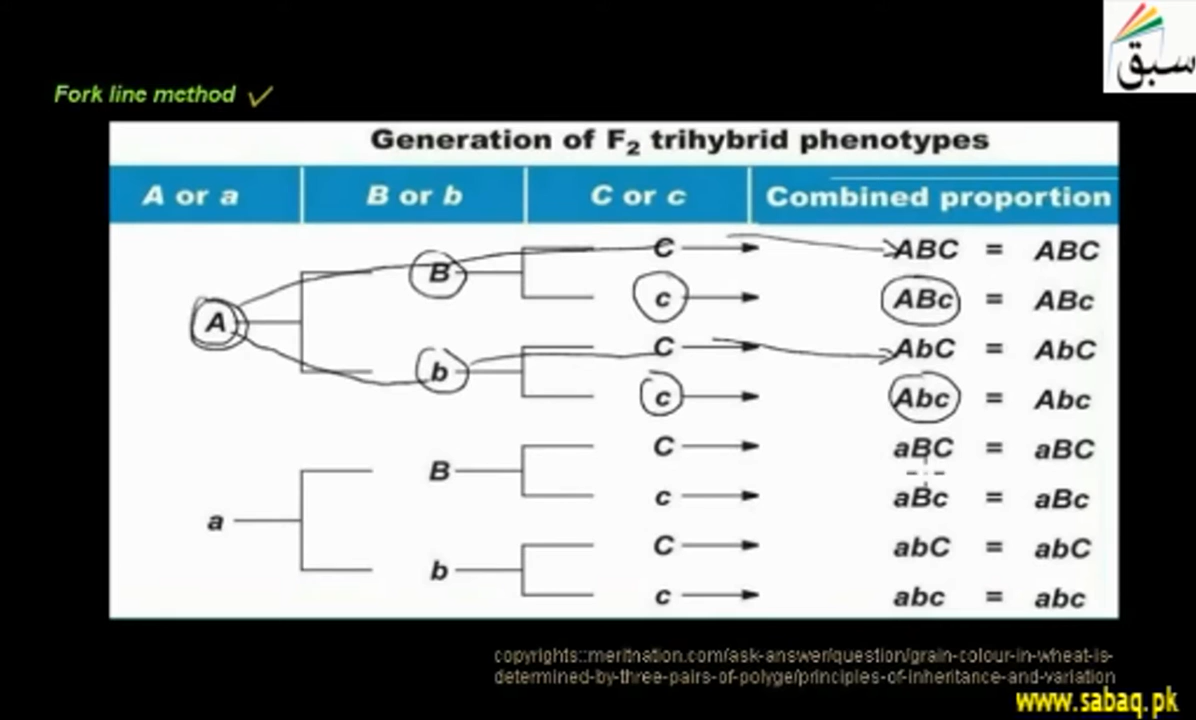 سبق
Fork line method
Generation of F₂ trihybrid phenotypes
A or a B or b C or c Combined proportion
C ABC = ABC
B
c ABc = ABc
A
C AbC = AbC
b
c Abc = Abc
C aBC = aBC
B
c aBc = aBc
a
C abC = abC
b
c abc = abc
copyrights::meritnation.com/ask-answer/question/grain-colour-in-wheat-is-
determined-by-three-pairs-of-polyge/principles-of-inheritance-and-variation
www.sabaq.pk